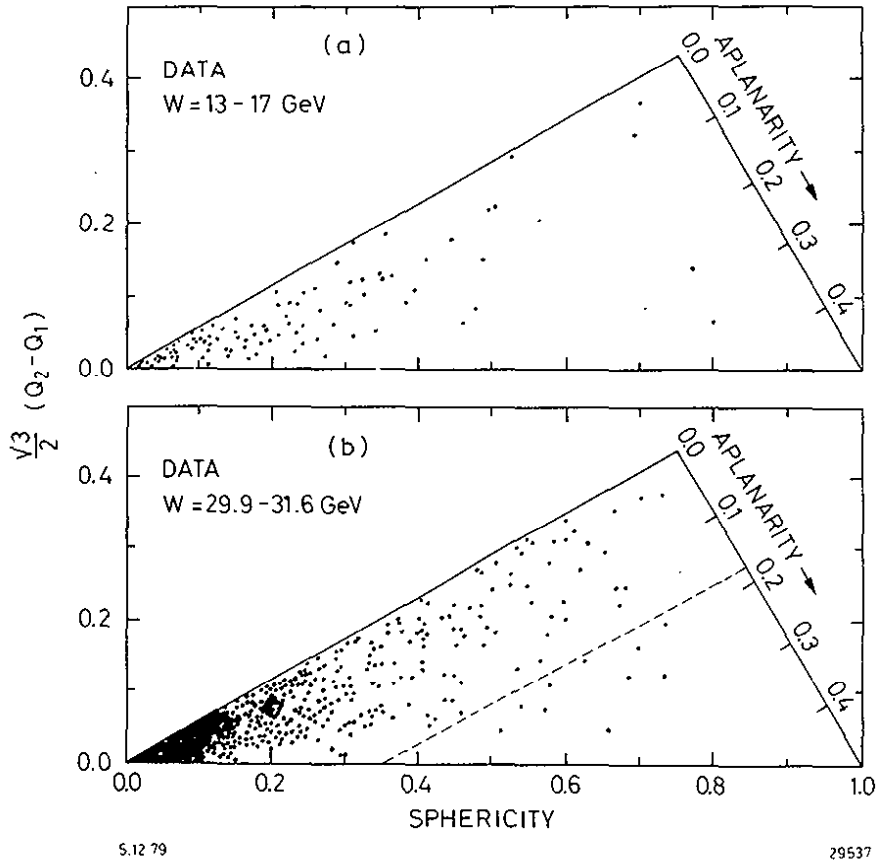 (a)
DATA
W = 13 - 17 GeV
0.4
0.2
0.0
0.0
0.1
0.2
0.3
0.4
APLANARITY →
√3/2 (Q₂-Q₁)
(b)
DATA
W = 29.9 - 31.6 GeV
0.4
0.2
0.0
0.0
0.1
0.2
0.3
0.4
APLANARITY →
0.0
0.2
0.4
0.6
0.8
1.0
SPHERICITY
5.12 79
29537